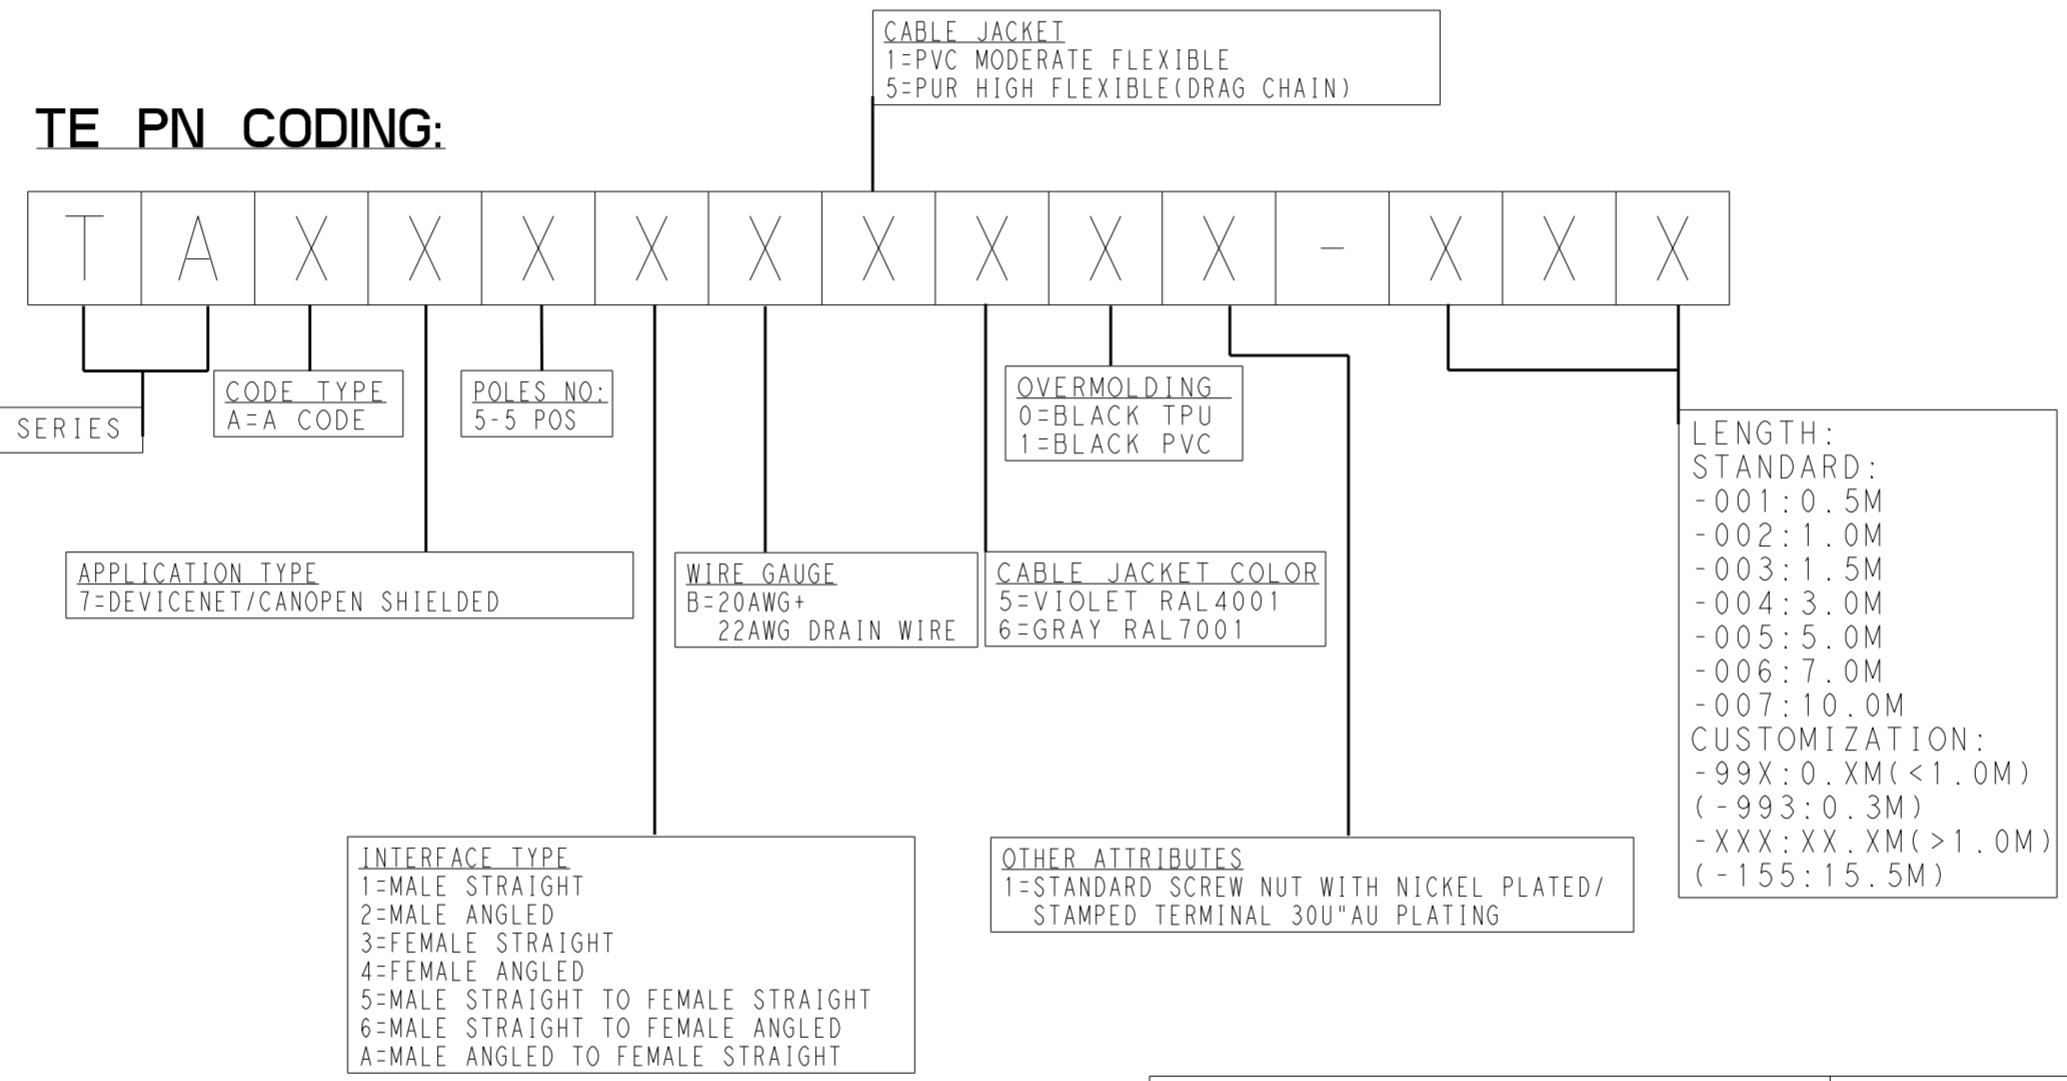 CABLE JACKET
1=PVC MODERATE FLEXIBLE
5=PUR HIGH FLEXIBLE(DRAG CHAIN)
TE PN CODING:
T A X X X X X X X X X - X X X
SERIES
CODE TYPE
A=A CODE
POLES NO:
5-5 POS
OVERMOLDING
0=BLACK TPU
1=BLACK PVC
LENGTH:
STANDARD:
-001:0.5M
-002:1.0M
-003:1.5M
-004:3.0M
-005:5.0M
-006:7.0M
-007:10.0M
CUSTOMIZATION:
-99X:0.XM(<1.0M)
(-993:0.3M)
-XXX:XX.XM(>1.0M)
(-155:15.5M)
APPLICATION TYPE
7=DEVICENET/CANOPEN SHIELDED
WIRE GAUGE
B=20AWG+
22AWG DRAIN WIRE
CABLE JACKET COLOR
5=VIOLET RAL4001
6=GRAY RAL7001
INTERFACE TYPE
1=MALE STRAIGHT
2=MALE ANGLED
3=FEMALE STRAIGHT
4=FEMALE ANGLED
5=MALE STRAIGHT TO FEMALE STRAIGHT
6=MALE STRAIGHT TO FEMALE ANGLED
A=MALE ANGLED TO FEMALE STRAIGHT
OTHER ATTRIBUTES
1=STANDARD SCREW NUT WITH NICKEL PLATED/
STAMPED TERMINAL 30U"AU PLATING